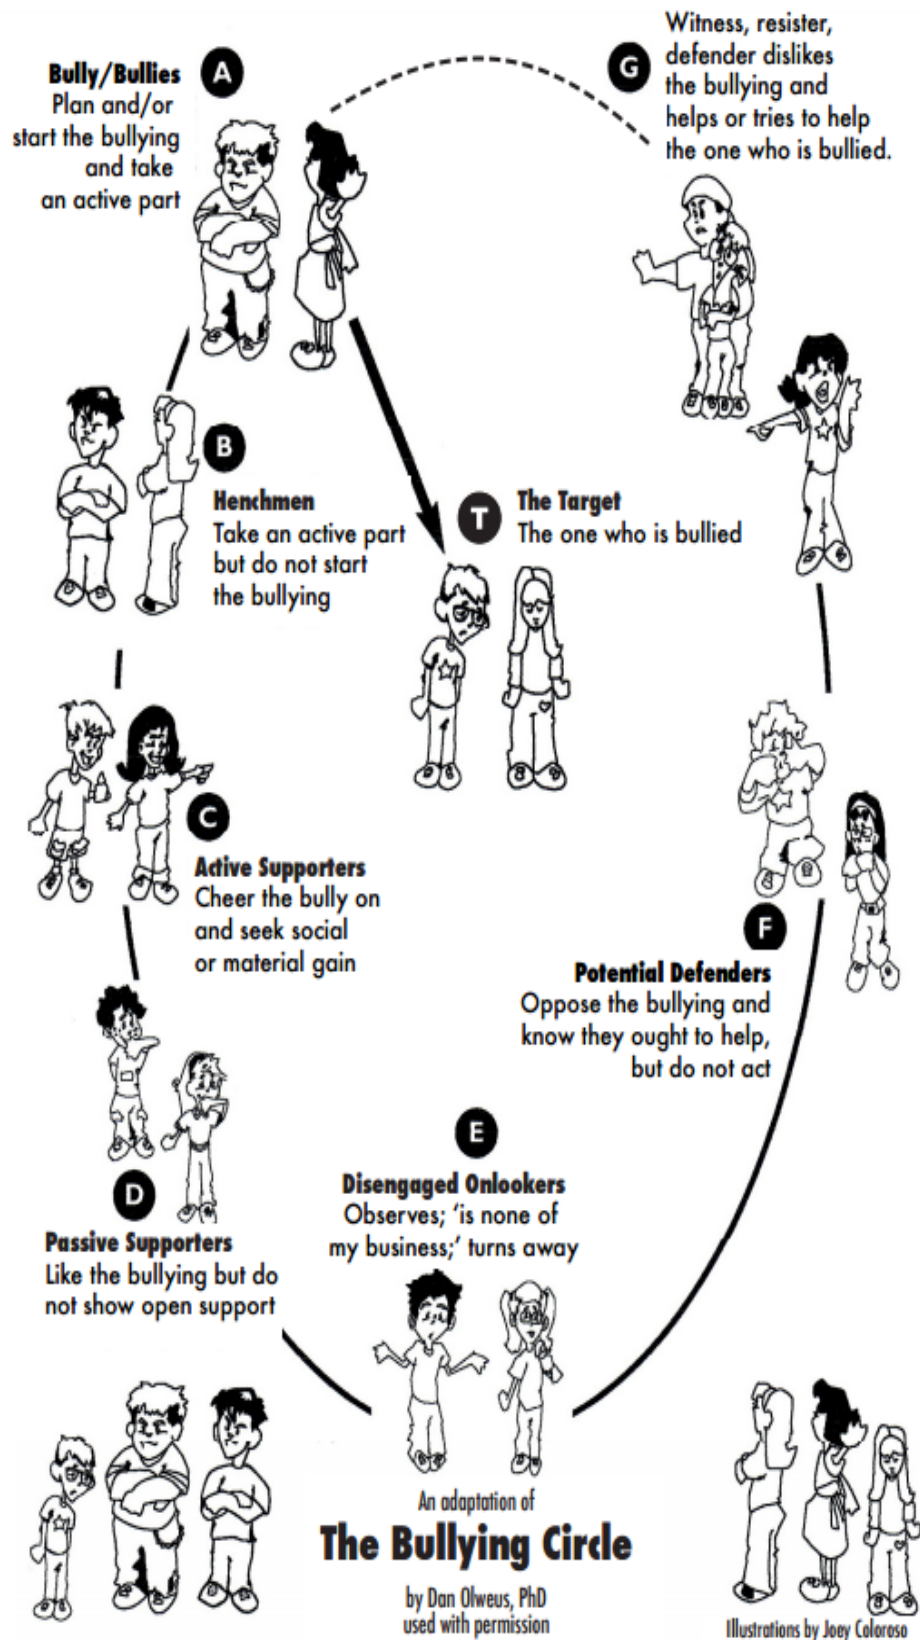 A
Bully/Bullies
Plan and/or
start the bullying
and take
an active part
G
Witness, resister,
defender dislikes
the bullying and
helps or tries to help
the one who is bullied.
B
Henchmen
Take an active part
but do not start
the bullying
T
The Target
The one who is bullied
C
Active Supporters
Cheer the bully on
and seek social
or material gain
F
Potential Defenders
Oppose the bullying and
know they ought to help,
but do not act
D
Passive Supporters
Like the bullying but do
not show open support
E
Disengaged Onlookers
Observes; ‘is none of
my business;’ turns away
An adaptation of
The Bullying Circle
by Dan Olweus, PhD
used with permission
Illustrations by Joey Coloroso